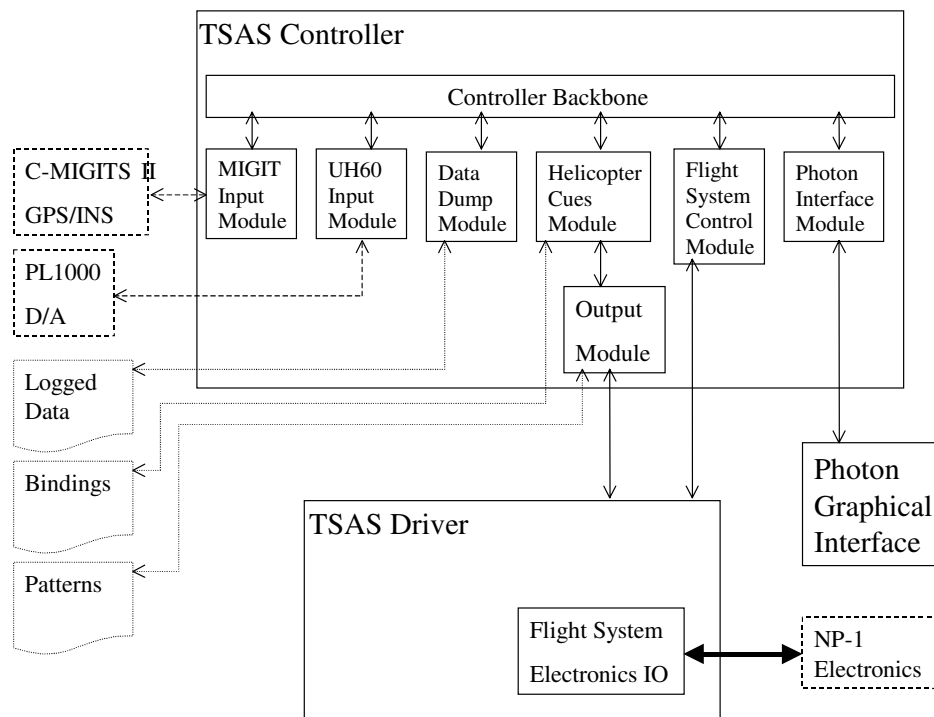 TSAS Controller
Controller Backbone
C-MIGITS II
GPS/INS
MIGIT
Input
Module
UH60
Input
Module
Data
Dump
Module
Helicopter
Cues
Module
Flight
System
Control
Module
Photon
Interface
Module
PL1000
D/A
Output
Module
Logged
Data
Bindings
Patterns
Photon
Graphical
Interface
TSAS Driver
Flight System
Electronics IO
NP-1
Electronics